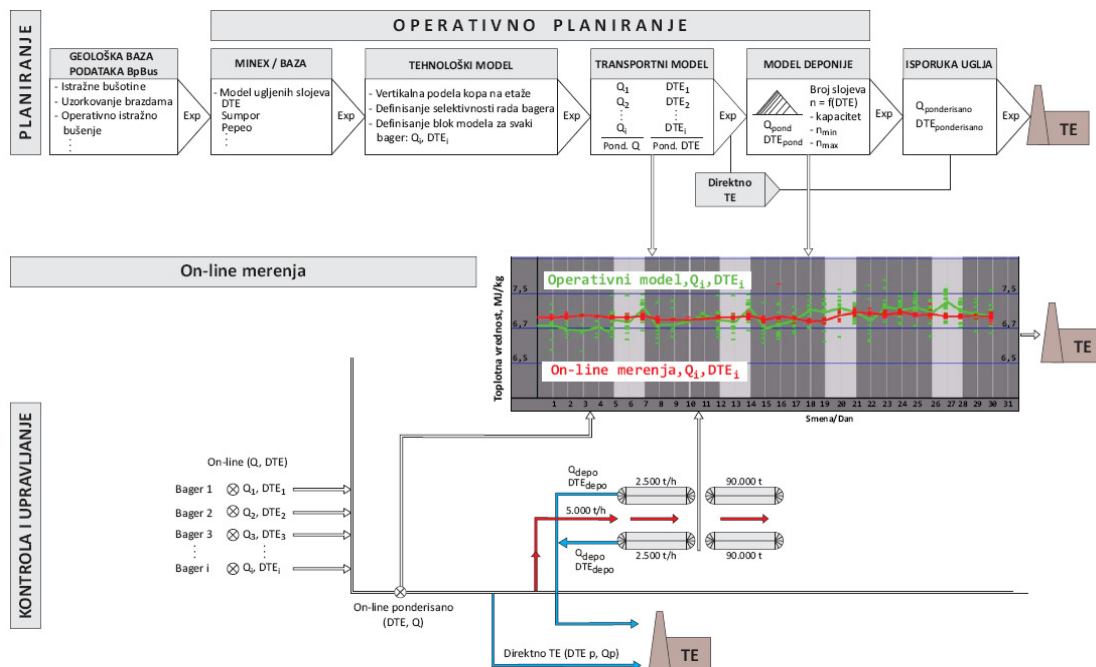 PLANIRANJE
OPERATIVNO PLANIRANJE
GEOLOŠKA BAZA
PODATAKA BpBus
- Istražne bušotine
- Uzorkovanje brazdama
- Operativno istražno
bušenje
⋮
Exp
MINEX / BAZA
- Model ugljenih slojeva
DTE
Sumpor
Pepeo
⋮
Exp
TEHNOLOŠKI MODEL
- Vertikalna podela kopa na etaže
- Definisanje selektivnosti rada bagera
- Definisanje blok modela za svaki
bager: Qi, DTEi
Exp
TRANSPORTNI MODEL
Q1 DTE1
Q2 DTE2
⋮ ⋮
Qi DTEi
Pond. Q Pond. DTE
Exp
MODEL DEPONIJE
Broj slojeva
n = f(DTE)
- kapacitet
- nmin
- nmax
Qpond
DTEpond
Exp
ISPORUKA UGLJA
Qponderisano
DTEponderisano
Exp
TE
Direktno
TE
On-line merenja
Toplotna vrednost, MJ/kg
7,5
6,7
6,5
7,5
6,7
6,5
Operativni model,Qi,DTEi
On-line merenja,Qi,DTEi
1 2 3 4 5 6 7 8 9 10 11 12 13 14 15 16 17 18 19 20 21 22 23 24 25 26 27 28 29 30 31
Smena/Dan
TE
KONTROLA I UPRAVLJANJE
On-line (Q, DTE)
Bager 1 Q1, DTE1
Bager 2 Q2, DTE2
Bager 3 Q3, DTE3
⋮ ⋮
Bager i Qi, DTEi
On-line ponderisano
(DTE, Q)
Qdepo
DTEdepo
2.500 t/h
90.000 t
5.000 t/h
Qdepo
DTEdepo
2.500 t/h
90.000 t
Direktno TE (DTE p, Qp)
TE